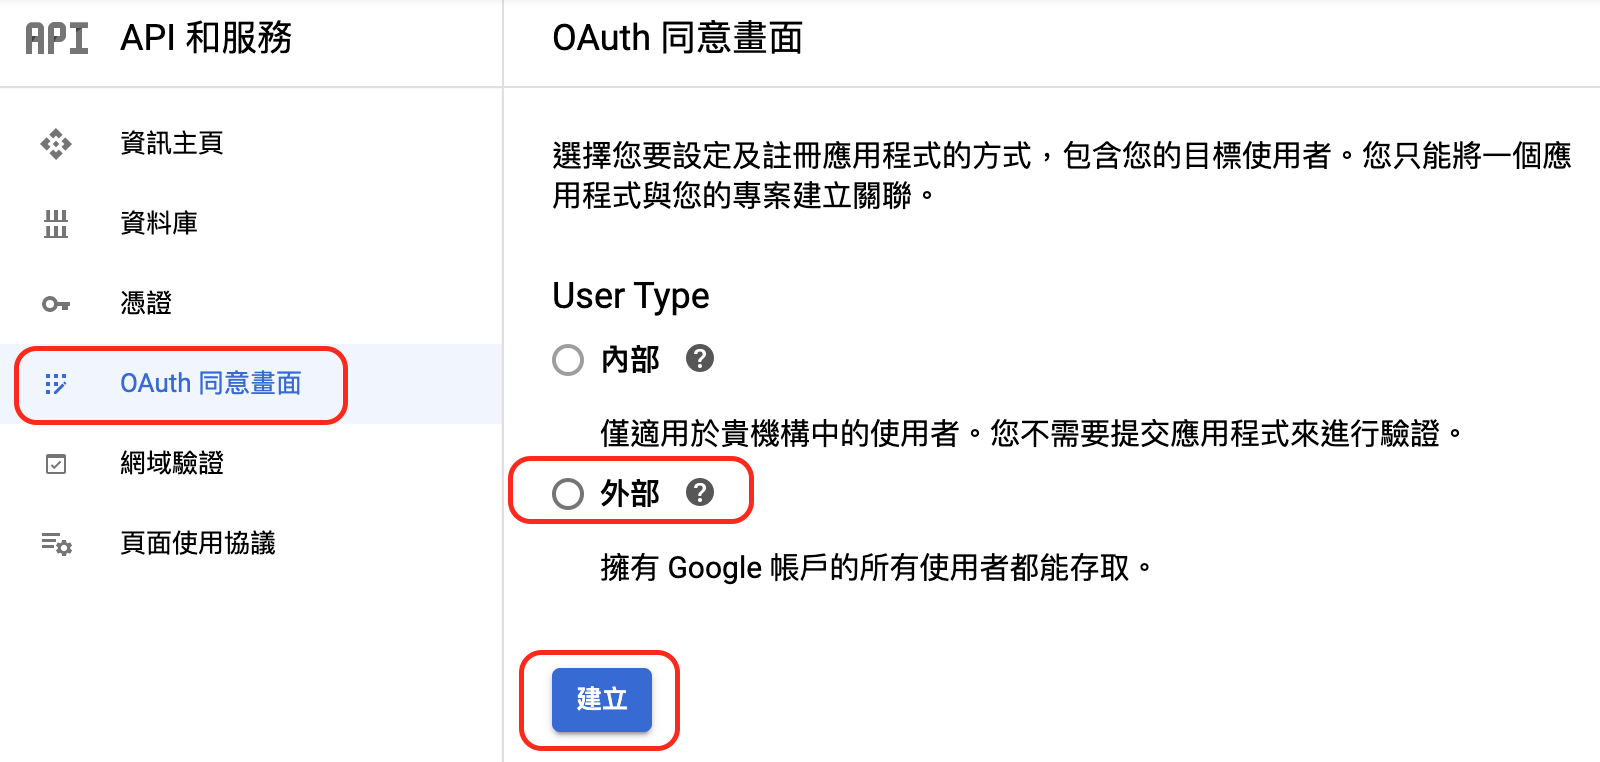 API API 和服務
OAuth 同意畫面
資訊主頁
資料庫
憑證
OAuth 同意畫面
網域驗證
頁面使用協議
選擇您要設定及註冊應用程式的方式，包含您的目標使用者。您只能將一個應
用程式與您的專案建立關聯。
User Type
內部 ?
僅適用於貴機構中的使用者。您不需要提交應用程式來進行驗證。
外部 ?
擁有 Google 帳戶的所有使用者都能存取。
建立